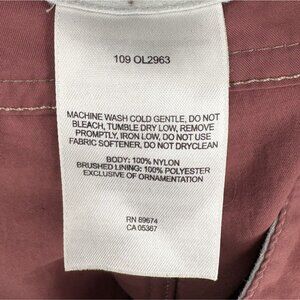 109 OL2963
MACHINE WASH COLD GENTLE, DO NOT
BLEACH, TUMBLE DRY LOW, REMOVE
PROMPTLY, IRON LOW, DO NOT USE
FABRIC SOFTENER, DO NOT DRYCLEAN
BODY: 100% NYLON
BRUSHED LINING: 100% POLYESTER
EXCLUSIVE OF ORNAMENTATION
RN 89674
CA 05367